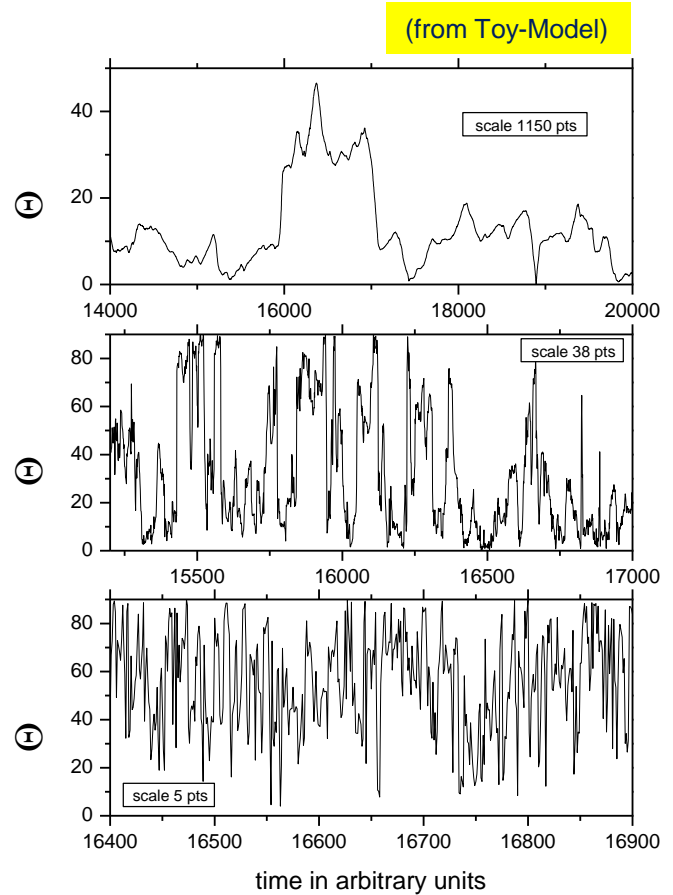 (from Toy-Model)
40
scale 1150 pts
Θ
20
0
14000 16000 18000 20000
80
scale 38 pts
60
Θ
40
20
0
15500 16000 16500 17000
80
60
Θ
40
20
scale 5 pts
0
16400 16500 16600 16700 16800 16900
time in arbitrary units